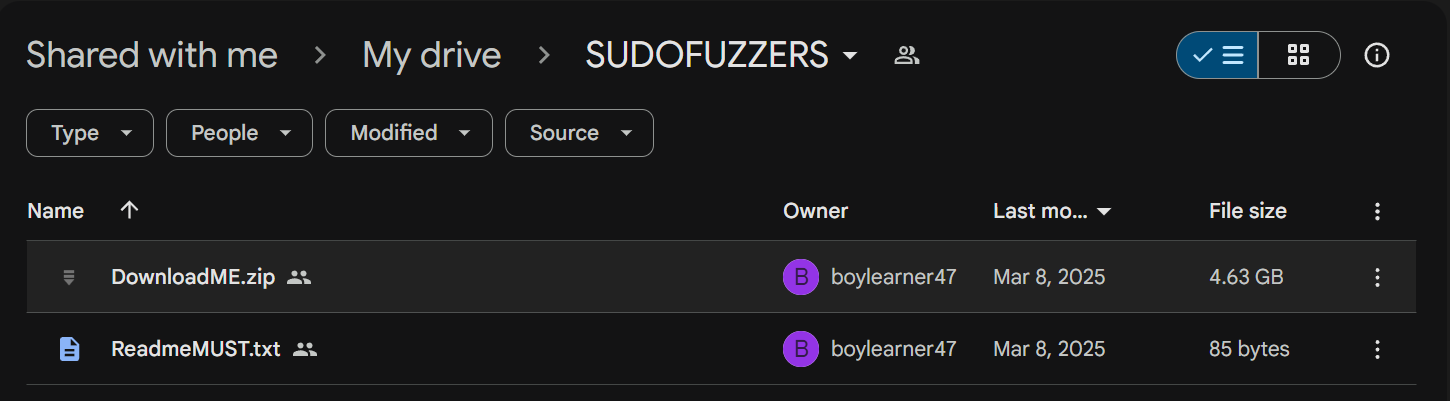 Shared with me > My drive > SUDOFUZZERS
Type People Modified Source
Name Owner Last mo... File size
DownloadME.zip B boylearner47 Mar 8, 2025 4.63 GB
ReadmeMUST.txt B boylearner47 Mar 8, 2025 85 bytes